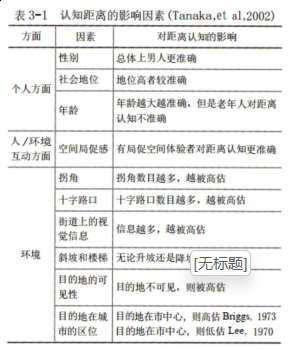 表 3-1 认知距离的影响因素(Tanaka,et al,2002)
方面 因素 对距离认知的影响
个人方面 性别 总体上男人更准确
社会地位 地位高者较准确
年龄 年龄越大越准确，但是老年人对距离
认知不准确
人/环境
互动方面 空间局促感 有局促空间体验者对距离认知更准确
环境 拐角 拐角数目越多，越被高估
十字路口 十字路口数目越多，越被高估
街道上的视
觉信息 信息越多，越被高估
斜坡和楼梯 无论升坡还是降坡
[无标题]
目的地的可
见性 目的地不可见，则被高估
目的地在城
市的区位 目的地在市中心，则高估 Briggs, 1973
目的地在市中心，则低估 Lee, 1970